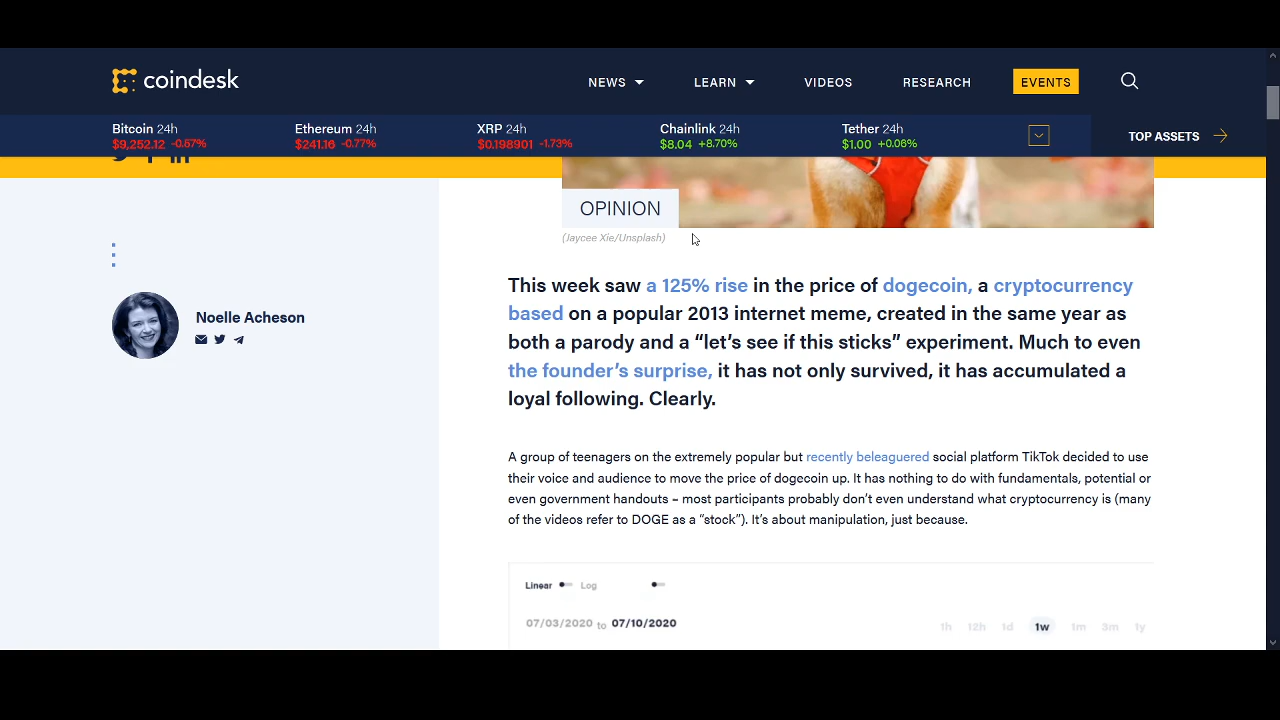 coindesk
NEWS LEARN VIDEOS RESEARCH EVENTS
Bitcoin 24h Ethereum 24h XRP 24h Chainlink 24h Tether 24h
$9,252.12 -0.67% $241.16 -0.77% $0.198901 -1.73% $8.04 +8.70% $1.00 +0.06%
TOP ASSETS
OPINION
(Jaycee Xie/Unsplash)
Noelle Acheson
This week saw a 125% rise in the price of dogecoin, a cryptocurrency
based on a popular 2013 internet meme, created in the same year as
both a parody and a “let’s see if this sticks” experiment. Much to even
the founder’s surprise, it has not only survived, it has accumulated a
loyal following. Clearly.
A group of teenagers on the extremely popular but recently beleaguered social platform TikTok decided to use
their voice and audience to move the price of dogecoin up. It has nothing to do with fundamentals, potential or
even government handouts – most participants probably don’t even understand what cryptocurrency is (many
of the videos refer to DOGE as a “stock”). It’s about manipulation, just because.
Linear Log
07/03/2020 to 07/10/2020
1h 12h 1d 1w 1m 3m 1y